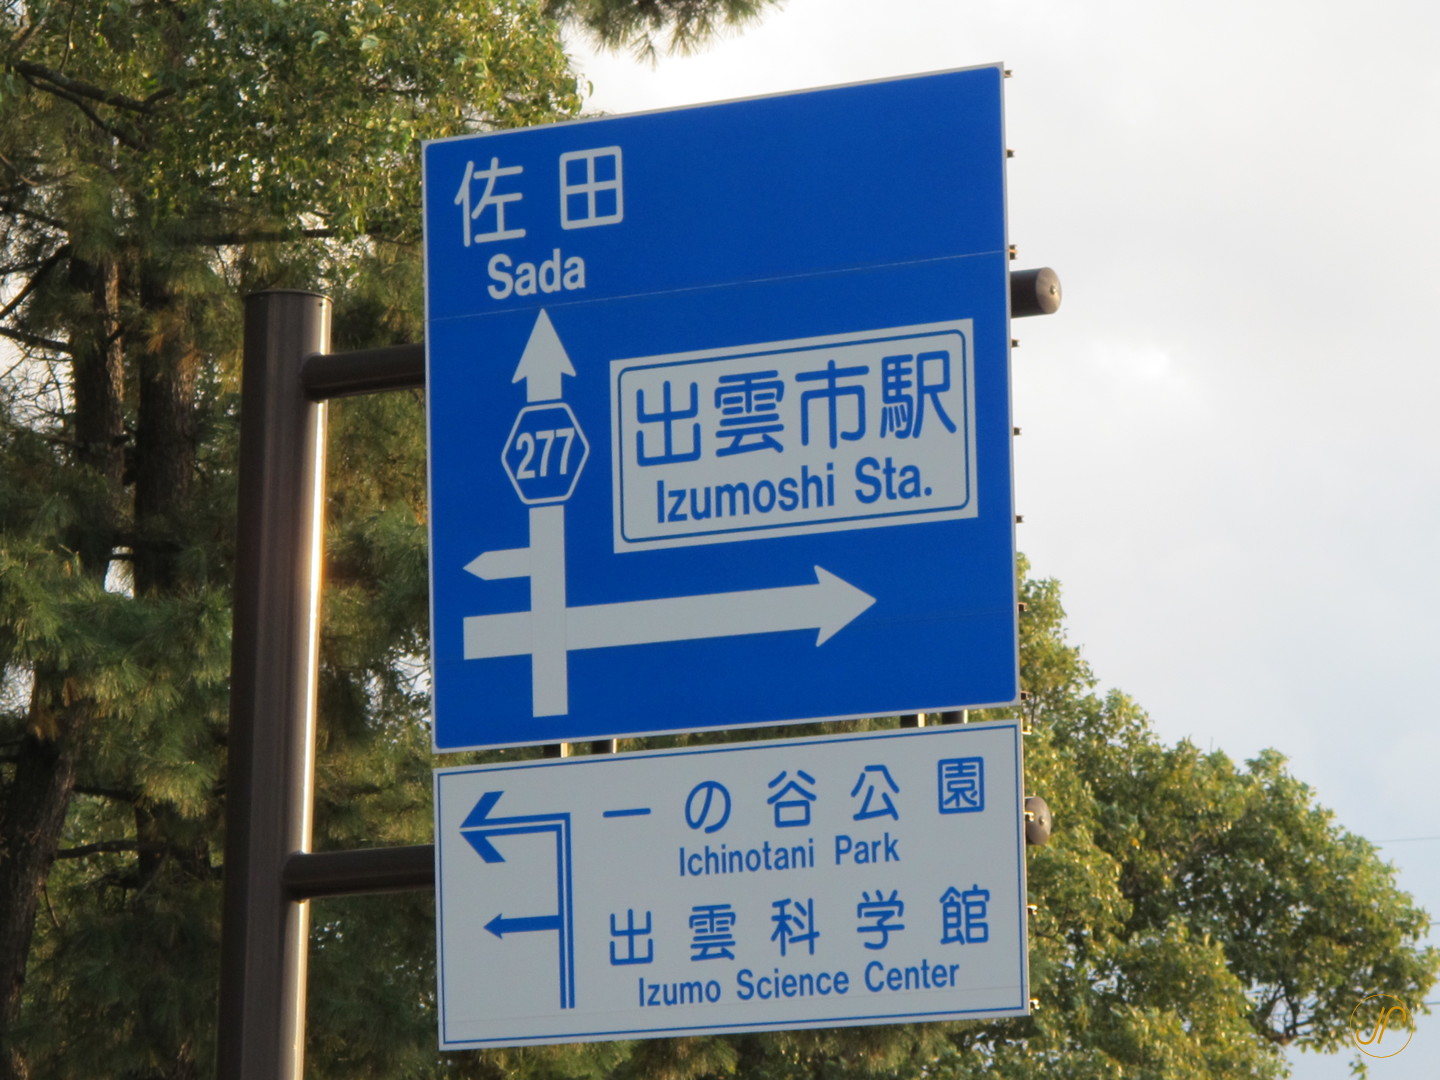 佐田
Sada
277
出雲市駅
Izumoshi Sta.
一の谷公園
Ichinotani Park
出雲科学館
Izumo Science Center